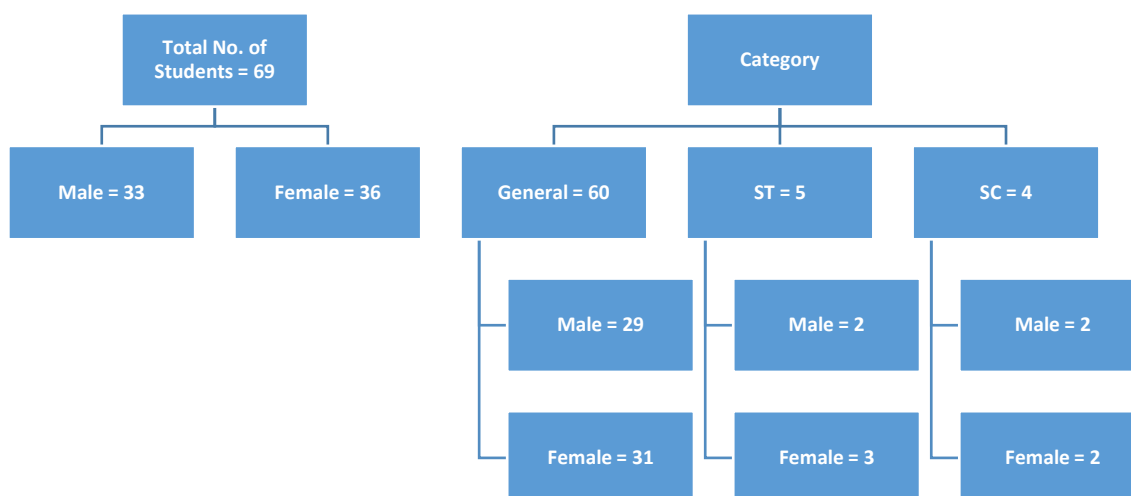 Total No. of
Students = 69
Category
Male = 33
Female = 36
General = 60
ST = 5
SC = 4
Male = 29
Male = 2
Male = 2
Female = 31
Female = 3
Female = 2